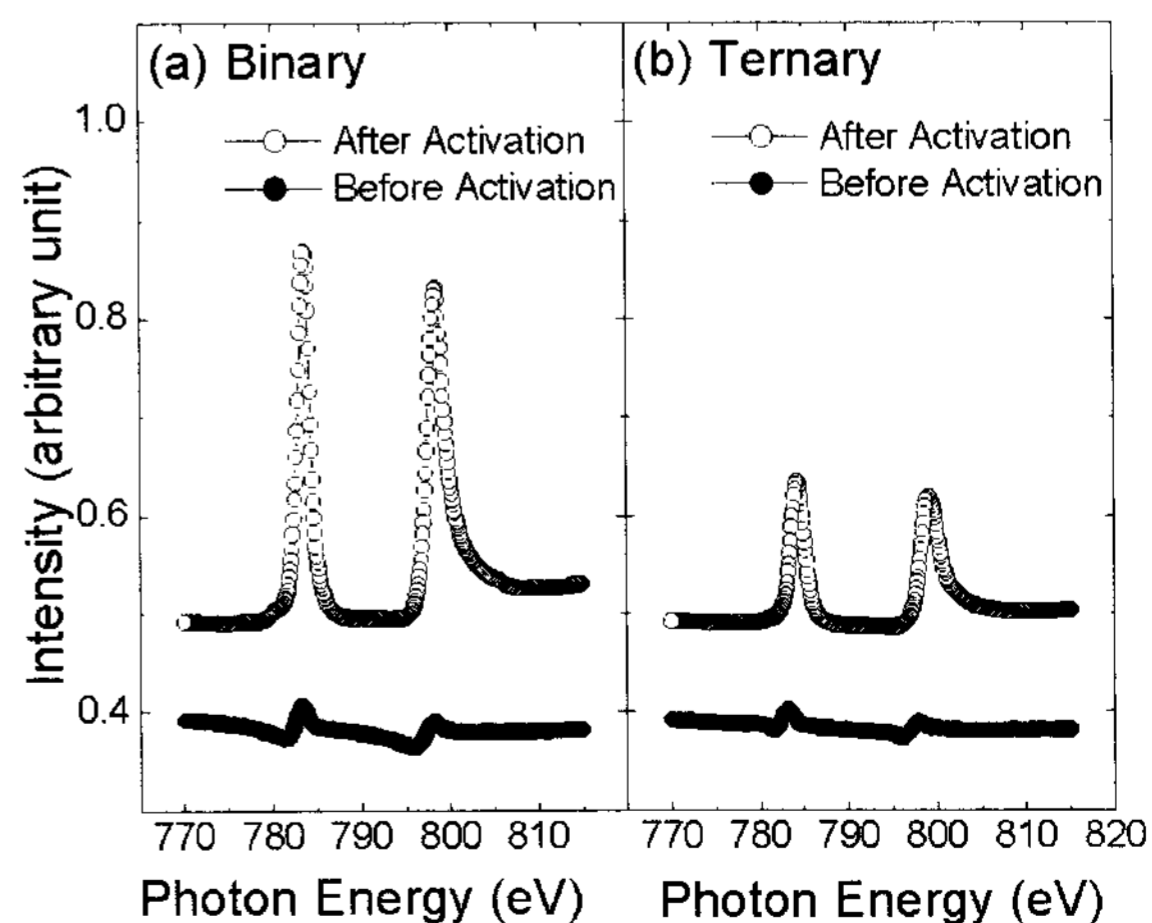 (a) Binary
(b) Ternary
After Activation
Before Activation
After Activation
Before Activation
1.0
0.8
0.6
0.4
Intensity (arbitrary unit)
770 780 790 800 810
770 780 790 800 810 820
Photon Energy (eV)
Photon Energy (eV)